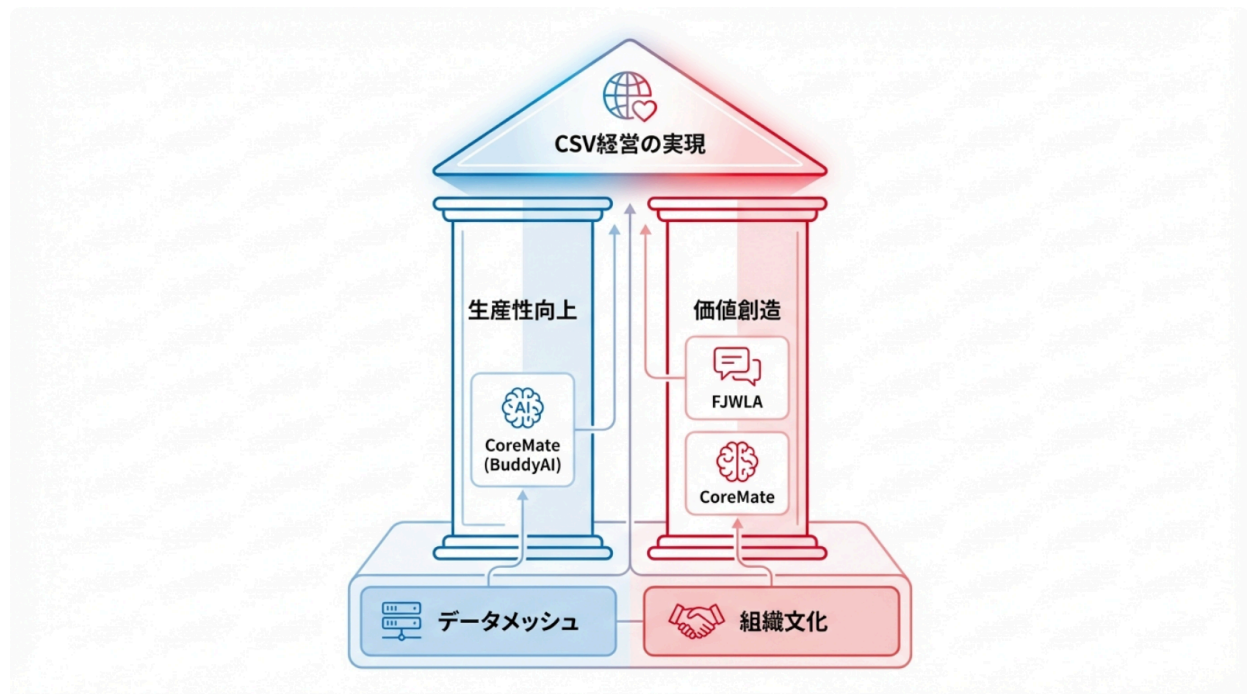 CSV経営の実現
生産性向上
価値創造
FJWLA
AI
CoreMate
(BuddyAI)
CoreMate
データメッシュ
組織文化